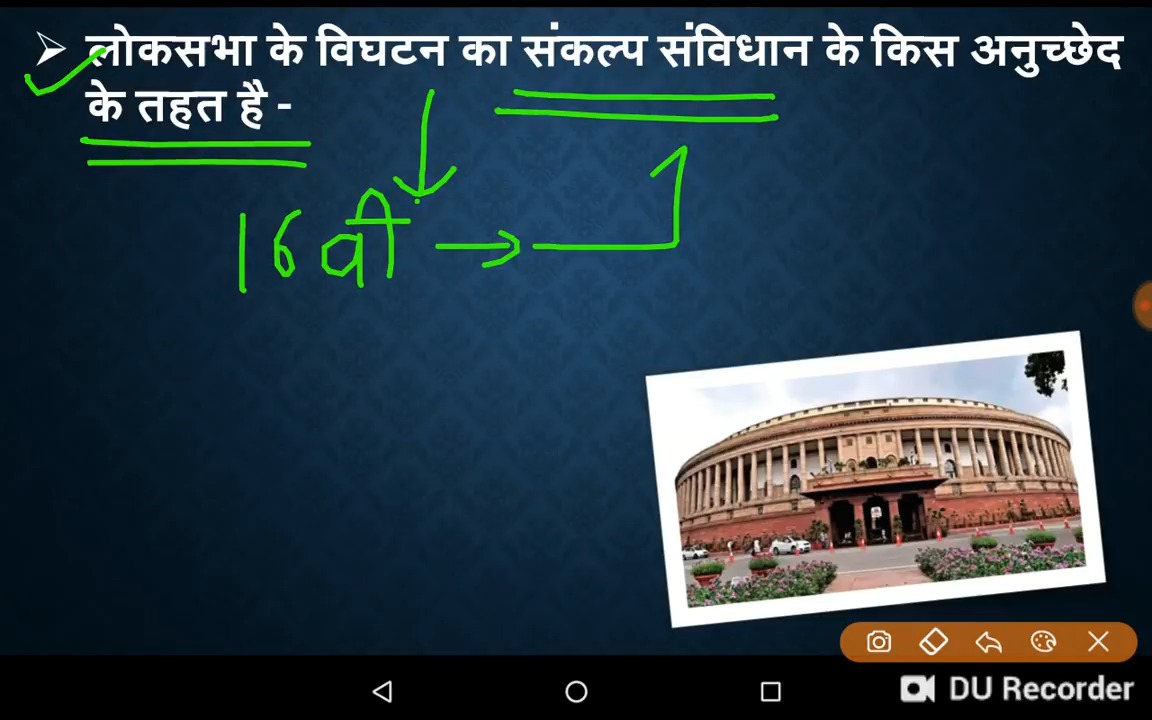 लोकसभा के विघटन का संकल्प संविधान के किस अनुच्छेद
के तहत है -
16वीं
DU Recorder